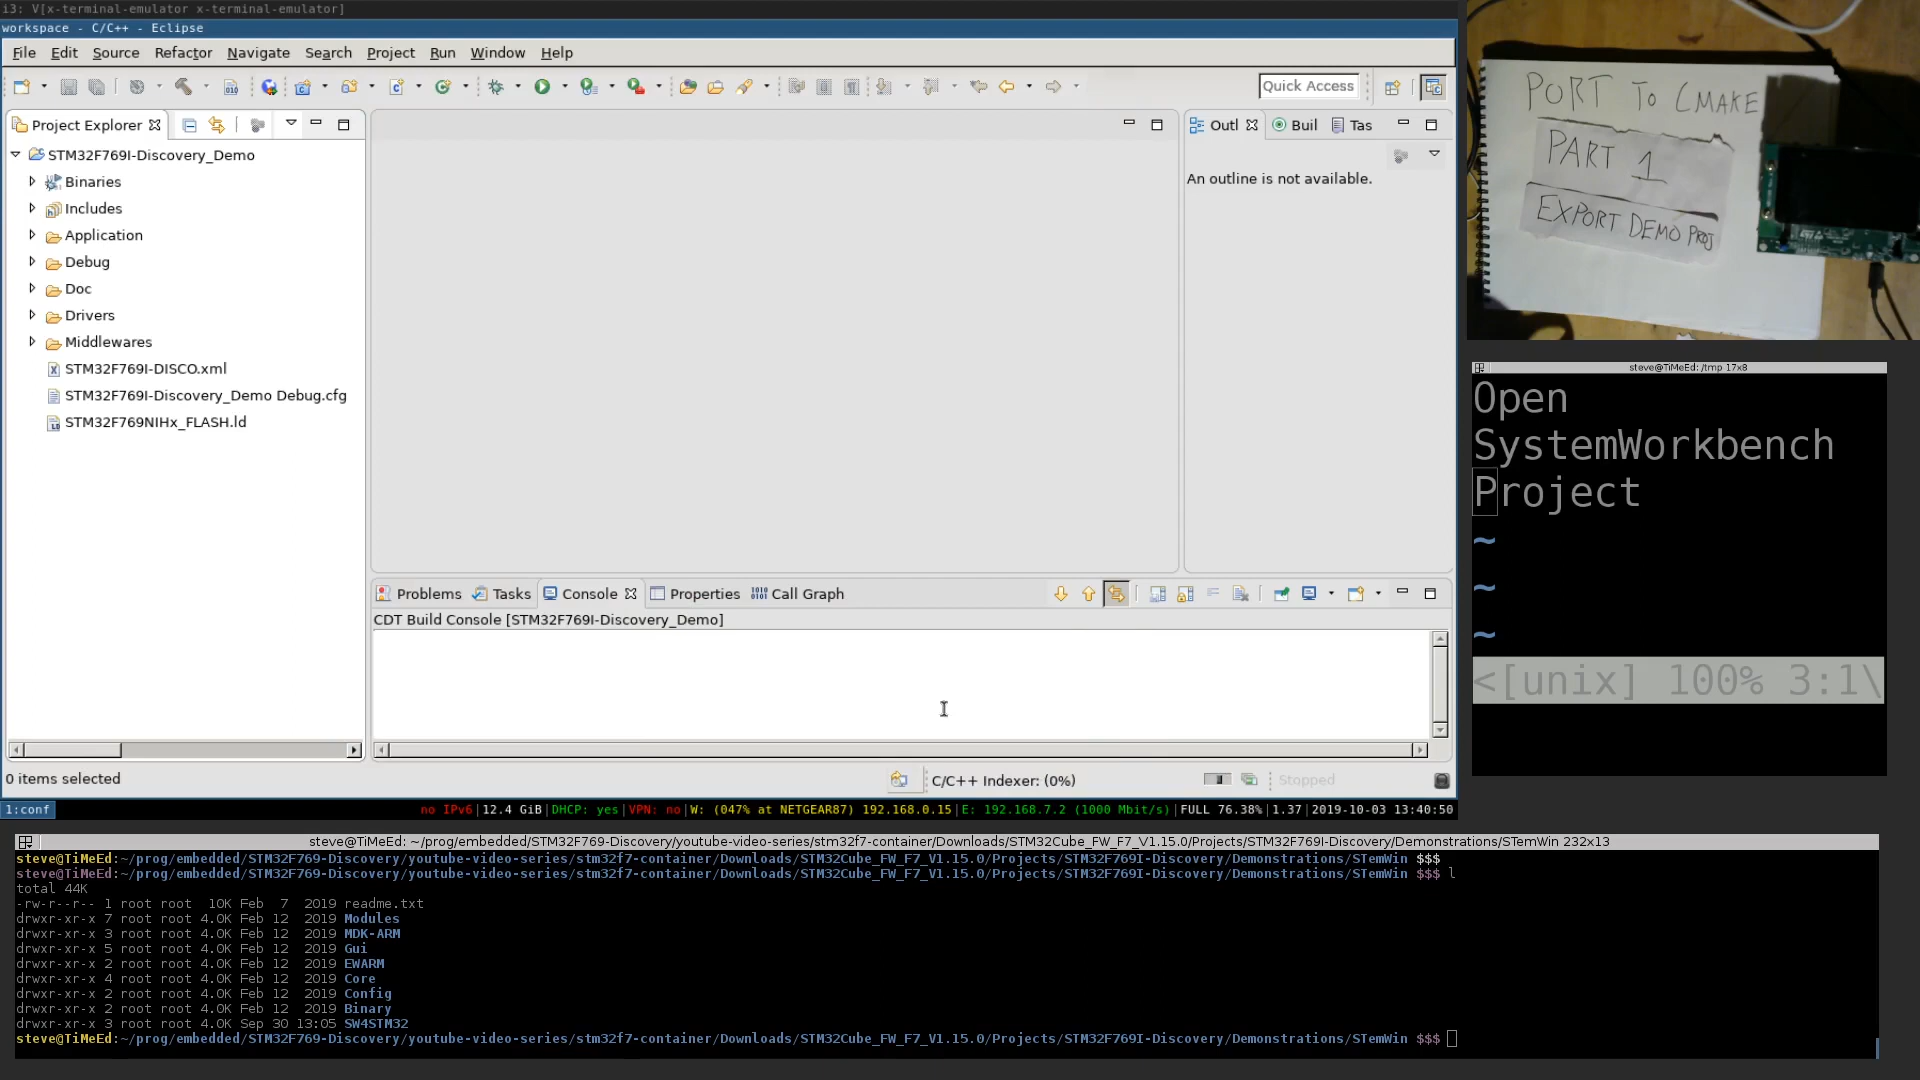 i3: V[x-terminal-emulator x-terminal-emulator]
workspace - C/C++ - Eclipse
File Edit Source Refactor Navigate Search Project Run Window Help
Quick Access
Project Explorer
STM32F769I-Discovery_Demo
Binaries
Includes
Application
Debug
Doc
Drivers
Middlewares
STM32F769I-DISCO.xml
STM32F769I-Discovery_Demo Debug.cfg
STM32F769NIHx_FLASH.ld
Outl Buil Tas
An outline is not available.
Problems Tasks Console Properties Call Graph
CDT Build Console [STM32F769I-Discovery_Demo]
0 items selected
C/C++ Indexer: (0%)
Stopped
1:conf
no IPv6|12.4 GiB|DHCP: yes|VPN: no|W: (047% at NETGEAR87) 192.168.0.15|E: 192.168.7.2 (1000 Mbit/s)|FULL 76.38%|1.37|2019-10-03 13:40:50
PORT TO CMAKE
PART 1
EXPORT DEMO PROJ
steve@TiMeEd: /tmp 17x8
Open
SystemWorkbench
Project
~
~
~
<[unix] 100% 3:1\
steve@TiMeEd: ~/prog/embedded/STM32F769-Discovery/youtube-video-series/stm32f7-container/Downloads/STM32Cube_FW_F7_V1.15.0/Projects/STM32F769I-Discovery/Demonstrations/STemWin 232x13
steve@TiMeEd:~/prog/embedded/STM32F769-Discovery/youtube-video-series/stm32f7-container/Downloads/STM32Cube_FW_F7_V1.15.0/Projects/STM32F769I-Discovery/Demonstrations/STemWin $$$
steve@TiMeEd:~/prog/embedded/STM32F769-Discovery/youtube-video-series/stm32f7-container/Downloads/STM32Cube_FW_F7_V1.15.0/Projects/STM32F769I-Discovery/Demonstrations/STemWin $$$ l
total 44K
-rw-r--r-- 1 root root  10K Feb  7  2019 readme.txt
drwxr-xr-x 7 root root 4.0K Feb 12  2019 Modules
drwxr-xr-x 3 root root 4.0K Feb 12  2019 MDK-ARM
drwxr-xr-x 5 root root 4.0K Feb 12  2019 Gui
drwxr-xr-x 2 root root 4.0K Feb 12  2019 EWARM
drwxr-xr-x 4 root root 4.0K Feb 12  2019 Core
drwxr-xr-x 2 root root 4.0K Feb 12  2019 Config
drwxr-xr-x 2 root root 4.0K Feb 12  2019 Binary
drwxr-xr-x 3 root root 4.0K Sep 30 13:05 SW4STM32
steve@TiMeEd:~/prog/embedded/STM32F769-Discovery/youtube-video-series/stm32f7-container/Downloads/STM32Cube_FW_F7_V1.15.0/Projects/STM32F769I-Discovery/Demonstrations/STemWin $$$